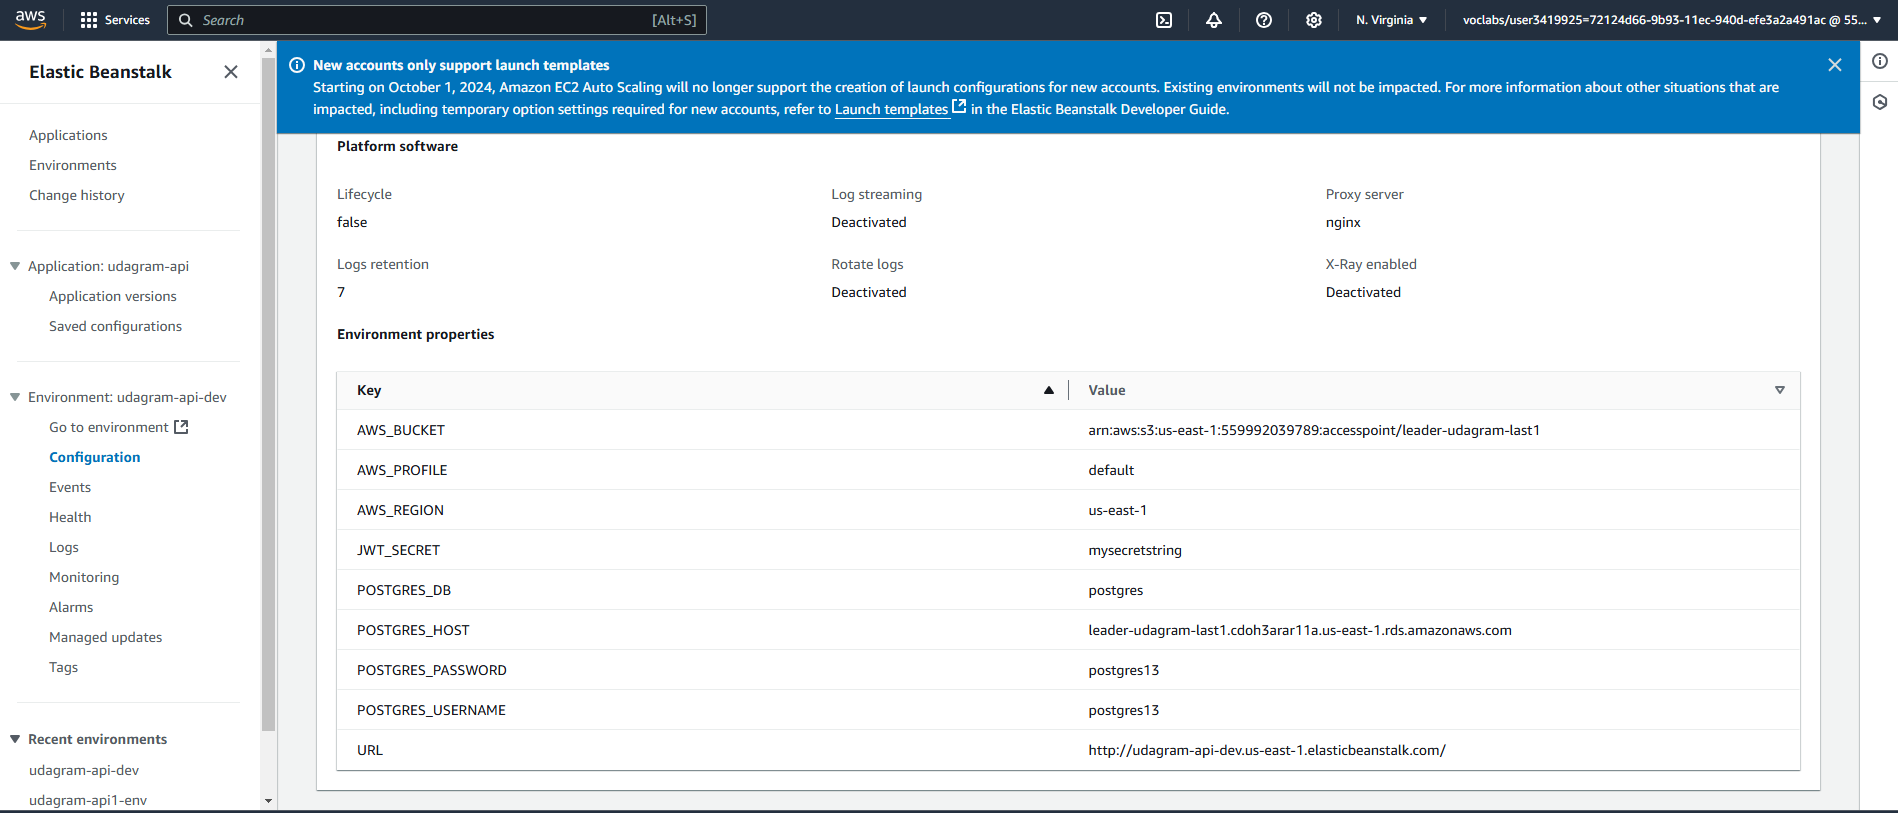 aws
Services
Search
[Alt+S]
N. Virginia
voclabs/user3419925=72124d66-9b93-11ec-940d-efe3a2a491ac @ 55...
Elastic Beanstalk
Applications
Environments
Change history
Application: udagram-api
Application versions
Saved configurations
Environment: udagram-api-dev
Go to environment
Configuration
Events
Health
Logs
Monitoring
Alarms
Managed updates
Tags
Recent environments
udagram-api-dev
udagram-api1-env
New accounts only support launch templates
Starting on October 1, 2024, Amazon EC2 Auto Scaling will no longer support the creation of launch configurations for new accounts. Existing environments will not be impacted. For more information about other situations that are
impacted, including temporary option settings required for new accounts, refer to Launch templates in the Elastic Beanstalk Developer Guide.
Platform software
Lifecycle
false
Log streaming
Deactivated
Proxy server
nginx
Logs retention
7
Rotate logs
Deactivated
X-Ray enabled
Deactivated
Environment properties
Key Value
AWS_BUCKET arn:aws:s3:us-east-1:559992039789:accesspoint/leader-udagram-last1
AWS_PROFILE default
AWS_REGION us-east-1
JWT_SECRET mysecretstring
POSTGRES_DB postgres
POSTGRES_HOST leader-udagram-last1.cdoh3arar11a.us-east-1.rds.amazonaws.com
POSTGRES_PASSWORD postgres13
POSTGRES_USERNAME postgres13
URL http://udagram-api-dev.us-east-1.elasticbeanstalk.com/